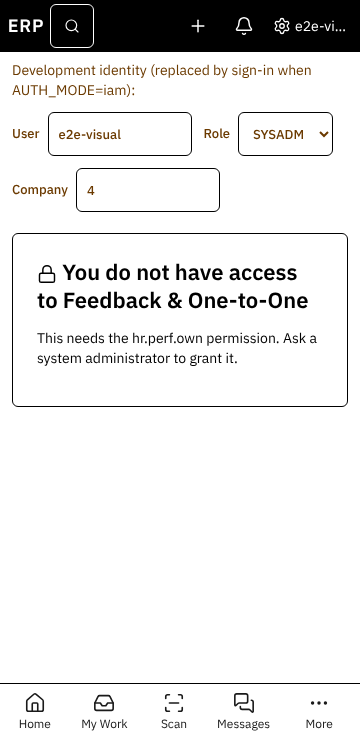 ERP
e2e-vi...
Development identity (replaced by sign-in when
AUTH_MODE=iam):
User e2e-visual Role SYSADM
Company 4
You do not have access
to Feedback & One-to-One
This needs the hr.perf.own permission. Ask a
system administrator to grant it.
Home My Work Scan Messages More